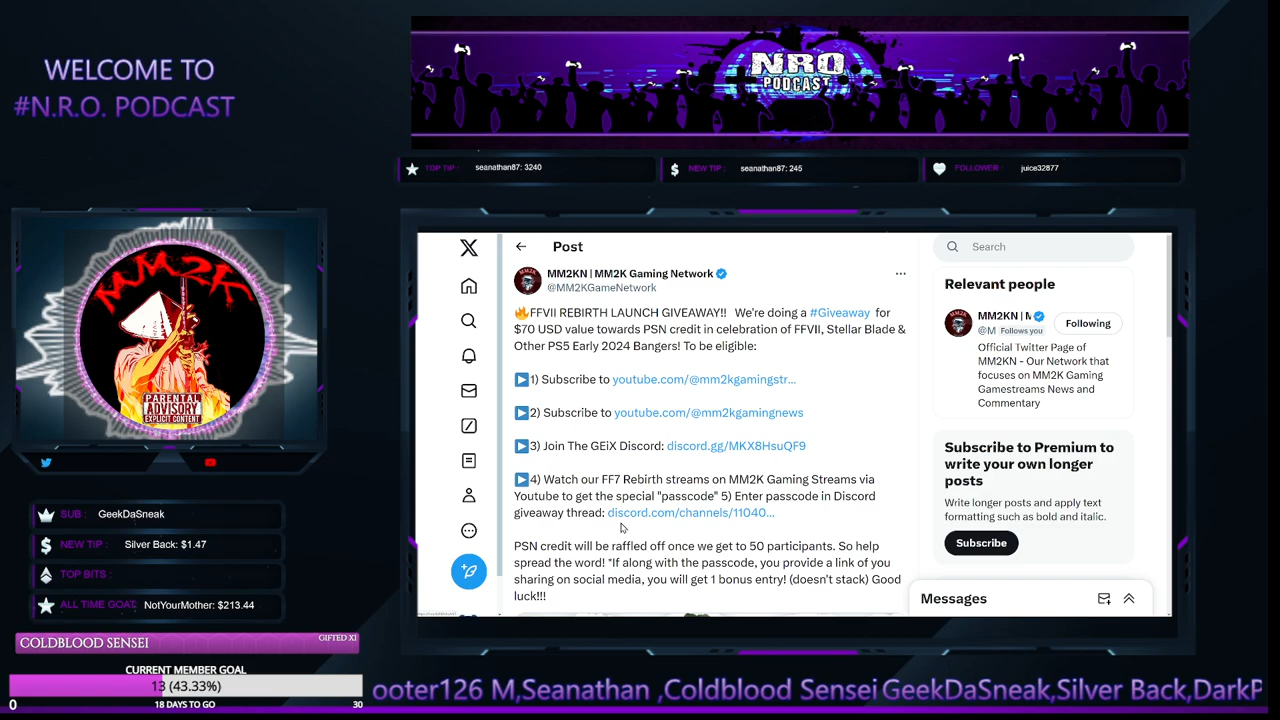 WELCOME TO
#N.R.O. PODCAST
NRO
PODCAST
TOP TIP : seanathan87: 3240
NEW TIP : seanathan87: 245
FOLLOWER : juice32877
MM2K
PARENTAL
ADVISORY
EXPLICIT CONTENT
SUB : GeekDaSneak
NEW TIP : Silver Back: $1.47
TOP BITS :
ALL TIME GOAT: NotYourMother: $213.44
COLDBLOOD SENSEI
GIFTED X1
CURRENT MEMBER GOAL
13 (43.33%)
0 18 DAYS TO GO 30
Post
MM2KN | MM2K Gaming Network
@MM2KGameNetwork
🔥FFVII REBIRTH LAUNCH GIVEAWAY!! We're doing a #Giveaway for
$70 USD value towards PSN credit in celebration of FFVII, Stellar Blade &
Other PS5 Early 2024 Bangers! To be eligible:
▶1) Subscribe to youtube.com/@mm2kgamingstr...
▶2) Subscribe to youtube.com/@mm2kgamingnews
▶3) Join The GEiX Discord: discord.gg/MKX8HsuQF9
▶4) Watch our FF7 Rebirth streams on MM2K Gaming Streams via
Youtube to get the special "passcode" 5) Enter passcode in Discord
giveaway thread: discord.com/channels/11040...
PSN credit will be raffled off once we get to 50 participants. So help
spread the word! "If along with the passcode, you provide a link of you
sharing on social media, you will get 1 bonus entry! (doesn't stack) Good
luck!!!
Search
Relevant people
MM2KN | M
@M Follows you
Following
Official Twitter Page of
MM2KN - Our Network that
focuses on MM2K Gaming
Gamestreams News and
Commentary
Subscribe to Premium to
write your own longer
posts
Write longer posts and apply text
formatting such as bold and italic.
Subscribe
Messages
ooter126 M,Seanathan ,Coldblood Sensei GeekDaSneak,Silver Back,DarkP